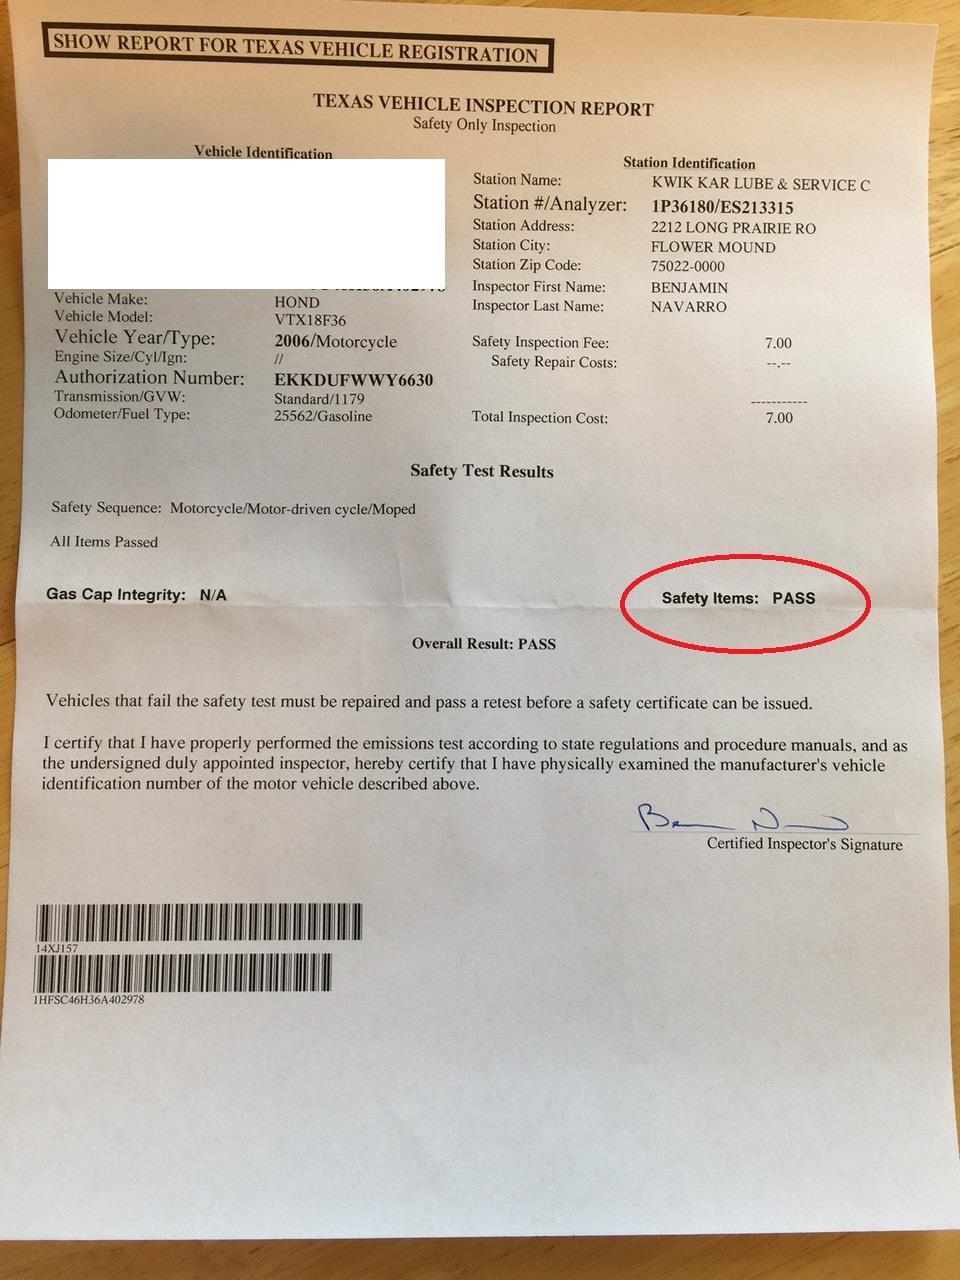 SHOW REPORT FOR TEXAS VEHICLE REGISTRATION
TEXAS VEHICLE INSPECTION REPORT
Safety Only Inspection
Vehicle Identification
Vehicle Make: HOND
Vehicle Model: VTX18F36
Vehicle Year/Type: 2006/Motorcycle
Engine Size/Cyl/Ign: //
Authorization Number: EKKDUFWWY6630
Transmission/GVW: Standard/1179
Odometer/Fuel Type: 25562/Gasoline
Station Identification
Station Name: KWIK KAR LUBE & SERVICE C
Station #/Analyzer: 1P36180/ES213315
Station Address: 2212 LONG PRAIRIE RO
Station City: FLOWER MOUND
Station Zip Code: 75022-0000
Inspector First Name: BENJAMIN
Inspector Last Name: NAVARRO
Safety Inspection Fee: 7.00
Safety Repair Costs: --.--
-----------
Total Inspection Cost: 7.00
Safety Test Results
Safety Sequence: Motorcycle/Motor-driven cycle/Moped
All Items Passed
Gas Cap Integrity: N/A
Safety Items: PASS
Overall Result: PASS
Vehicles that fail the safety test must be repaired and pass a retest before a safety certificate can be issued.
I certify that I have properly performed the emissions test according to state regulations and procedure manuals, and as
the undersigned duly appointed inspector, hereby certify that I have physically examined the manufacturer's vehicle
identification number of the motor vehicle described above.
Certified Inspector's Signature
14XJ157
1HFSC46H36A402978